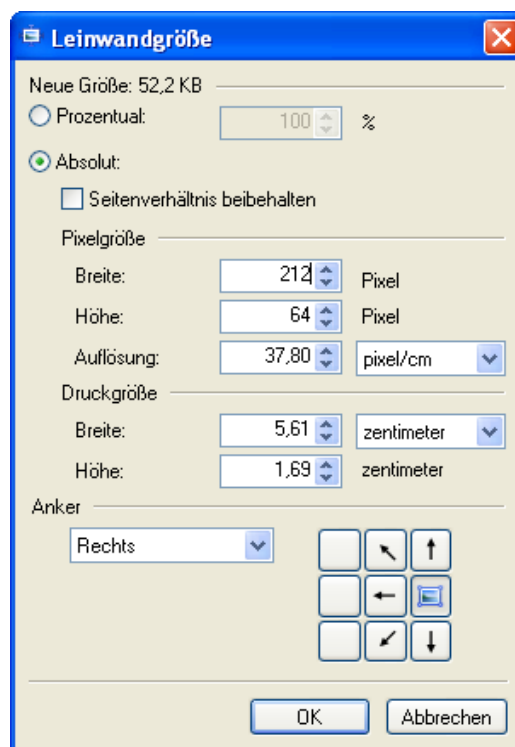 Leinwandgröße
Neue Größe: 52,2 KB
Prozentual: 100 %
Absolut:
Seitenverhältnis beibehalten
Pixelgröße
Breite: 212 Pixel
Höhe: 64 Pixel
Auflösung: 37,80 pixel/cm
Druckgröße
Breite: 5,61 zentimeter
Höhe: 1,69 zentimeter
Anker
Rechts
OK Abbrechen